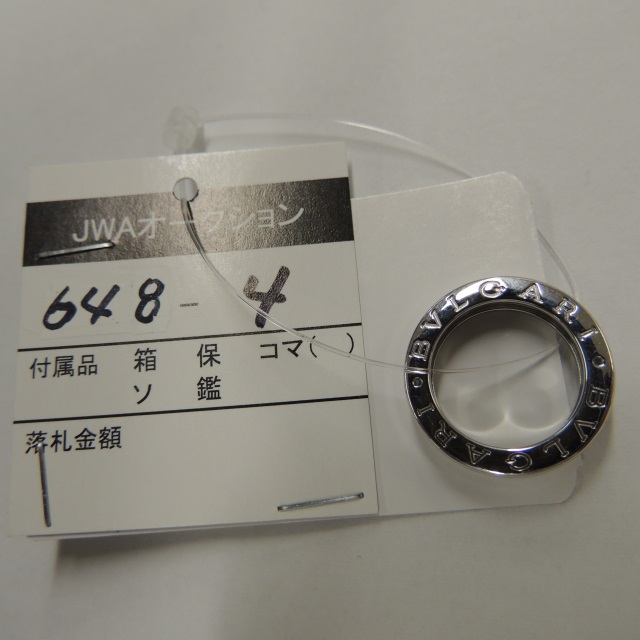 JWAオークション
648-4
付属品 箱 保 コマ( )
ソ 鑑
落札金額
BVLGARI • BVLGARI •